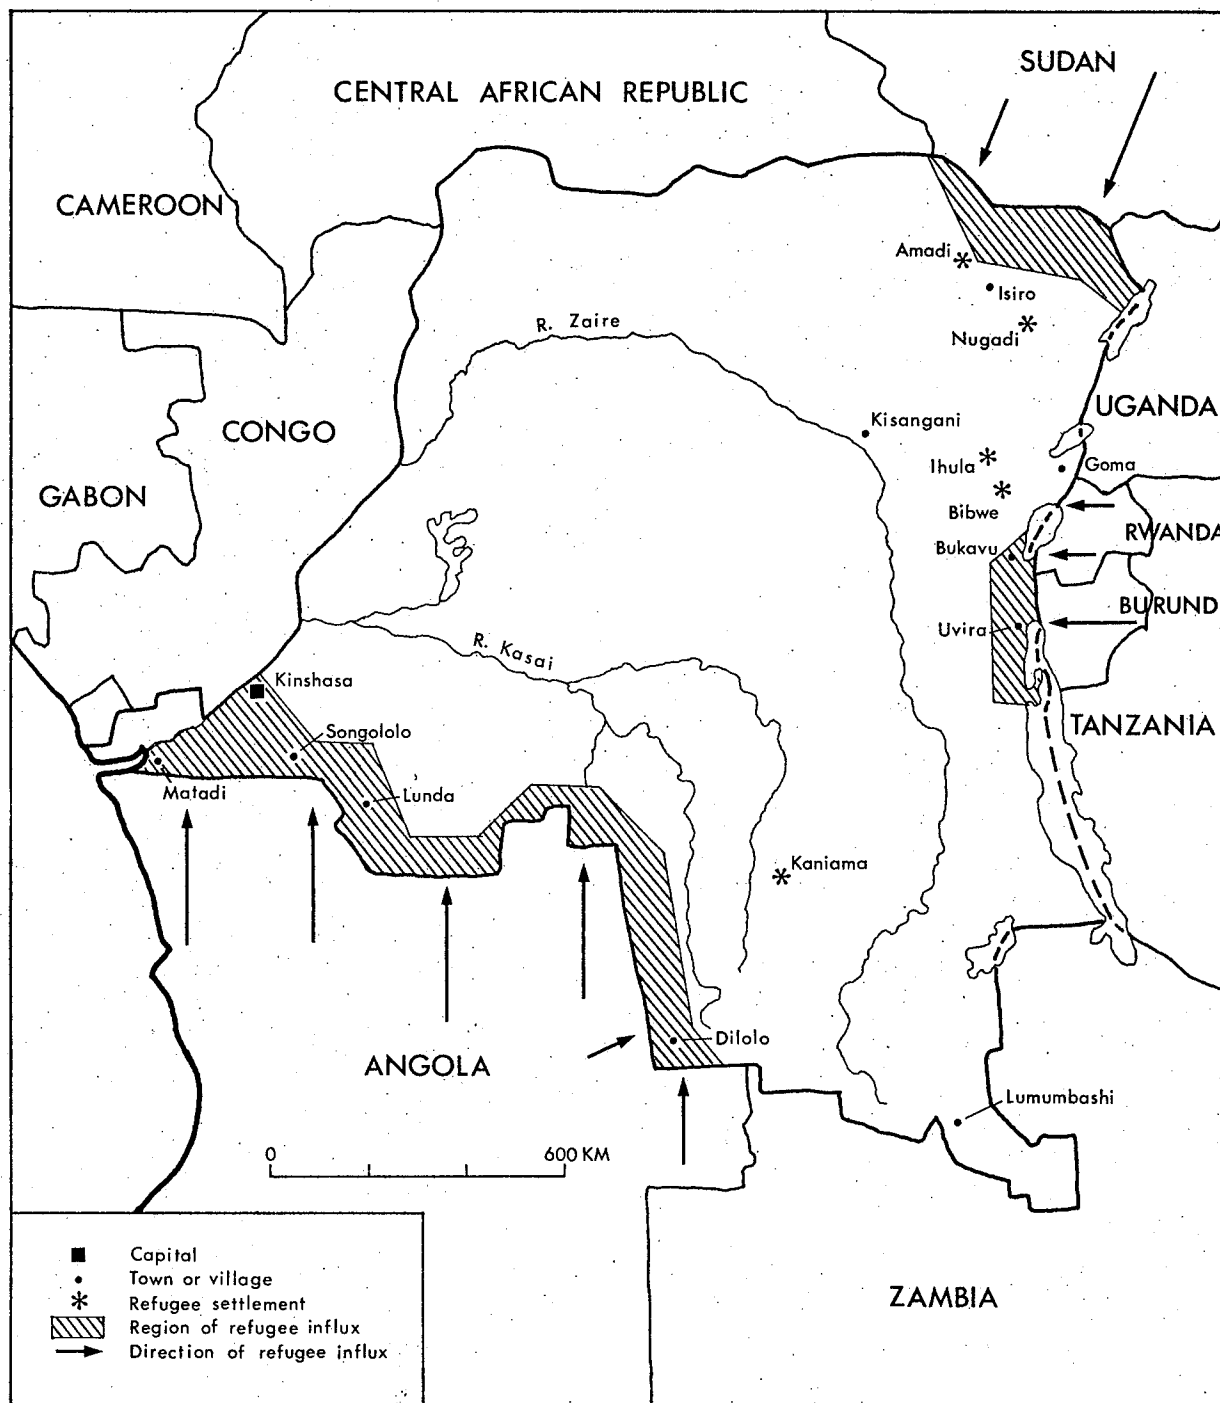 SUDAN
CENTRAL AFRICAN REPUBLIC
CAMEROON
Amadi
Isiro
R. Zaire
Nugadi
UGANDA
Kisangani
CONGO
Ihula
Goma
GABON
Bibwe
RWANDA
Bukavu
BURUNDI
Uvira
R. Kasai
Kinshasa
TANZANIA
Songololo
Matadi
Lunda
Kaniama
Dilolo
ANGOLA
Lumumbashi
0 600 KM
ZAMBIA
Capital
Town or village
Refugee settlement
Region of refugee influx
Direction of refugee influx